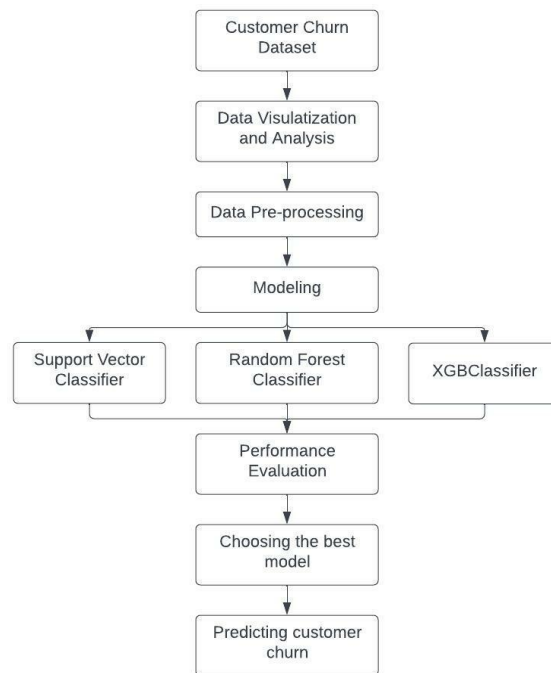 Customer Churn
Dataset
Data Visulatization
and Analysis
Data Pre-processing
Modeling
Support Vector
Classifier
Random Forest
Classifier
XGBClassifier
Performance
Evaluation
Choosing the best
model
Predicting customer
churn